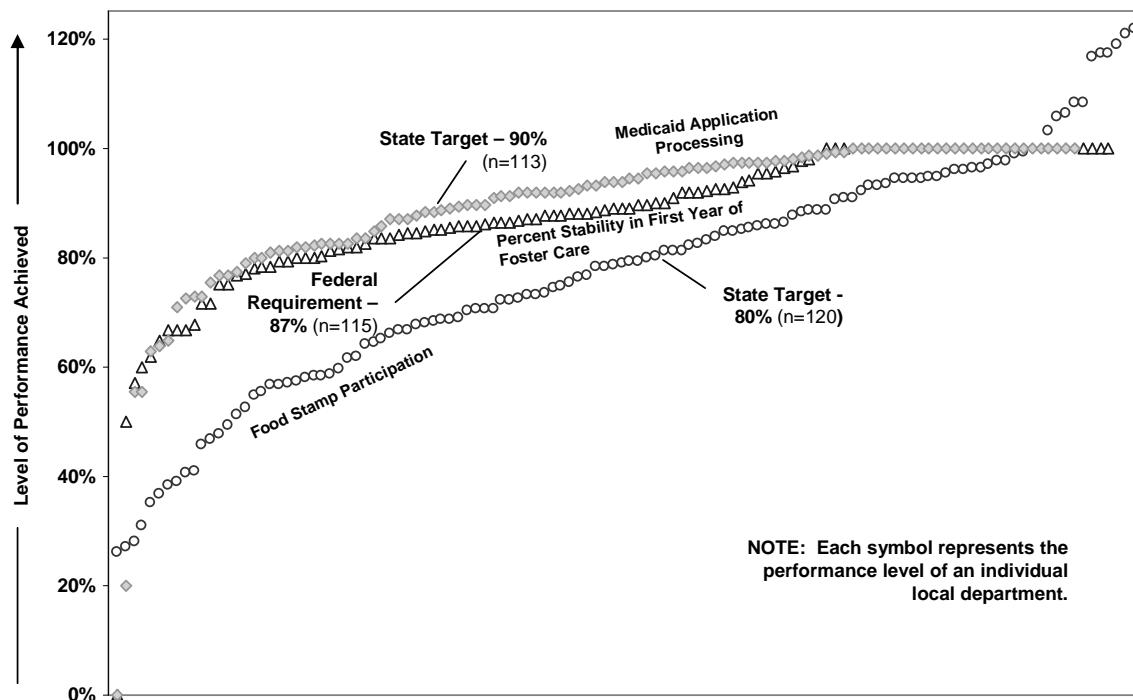 120%
100%
80%
60%
40%
20%
0%
Level of Performance Achieved
State Target – 90%
(n=113)
Medicaid Application
Processing
Percent Stability in First Year of
Foster Care
Federal
Requirement –
87% (n=115)
State Target -
80% (n=120)
Food Stamp Participation
NOTE:  Each symbol represents the
performance level of an individual
local department.